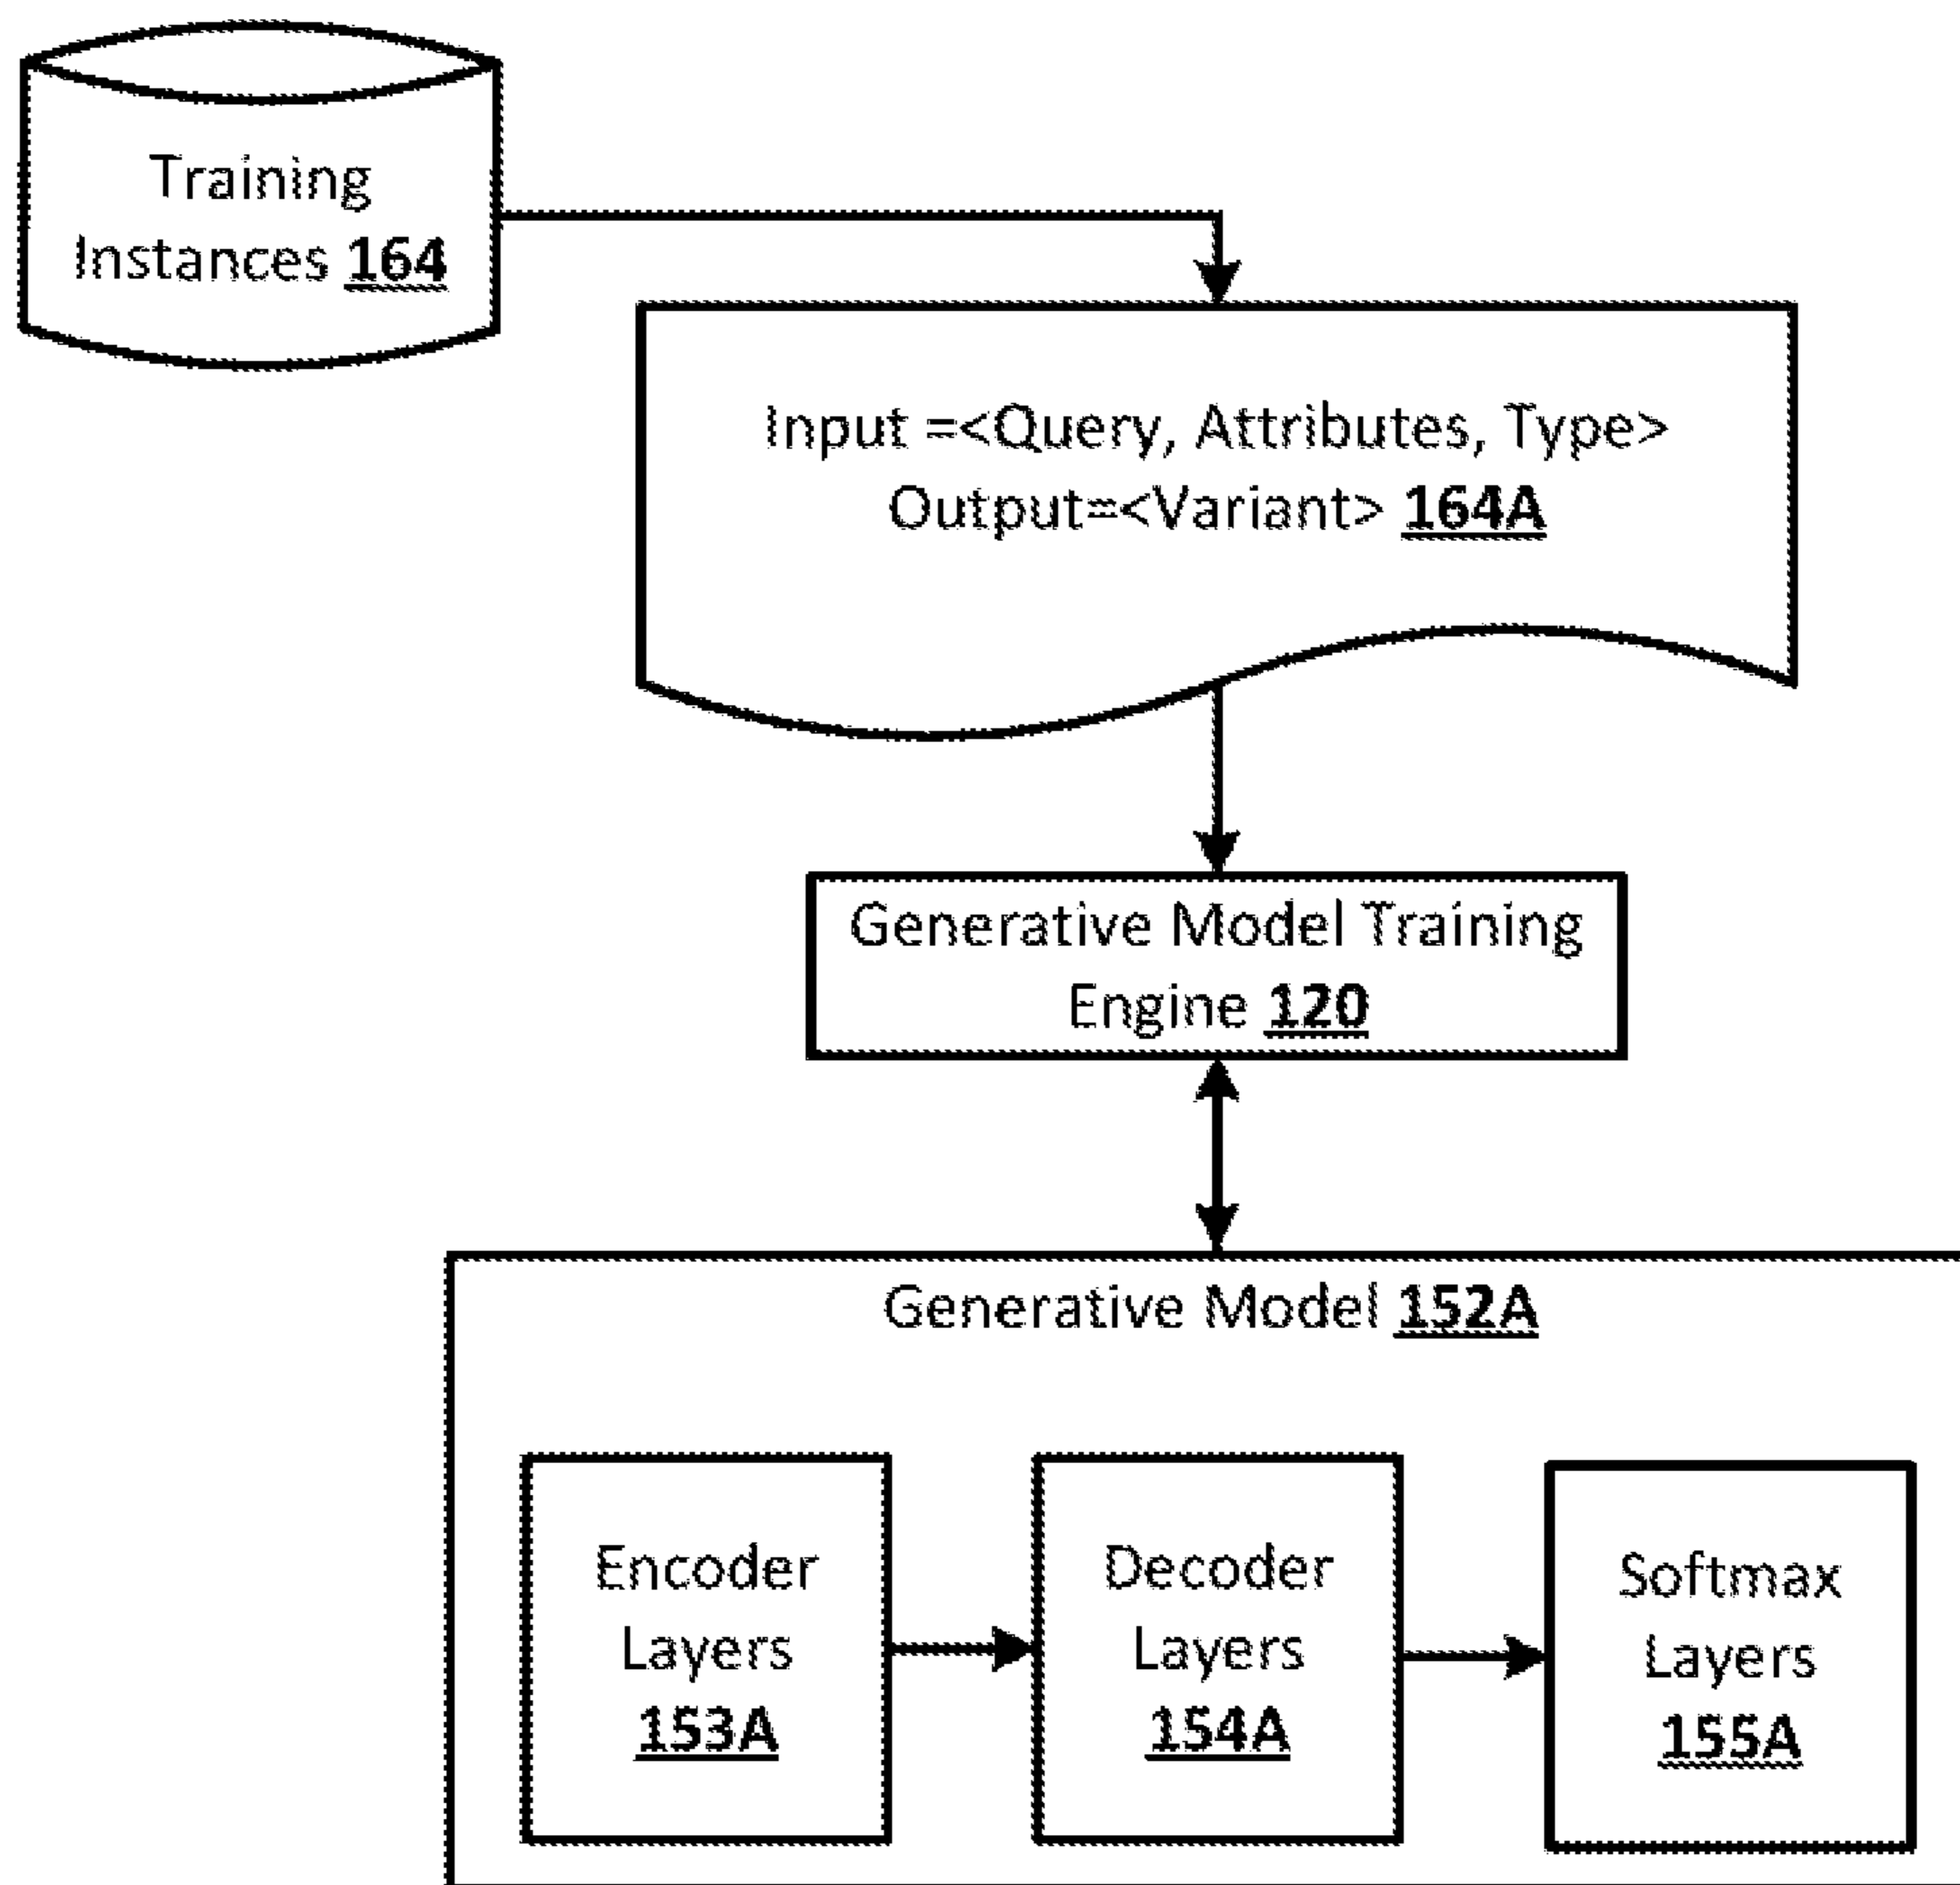 Training
Instances 164
Input =<Query, Attributes, Type>
Output=<Variant> 164A
Generative Model Training
Engine 120
Generative Model 152A
Encoder
Layers
153A
Decoder
Layers
154A
Softmax
Layers
155A